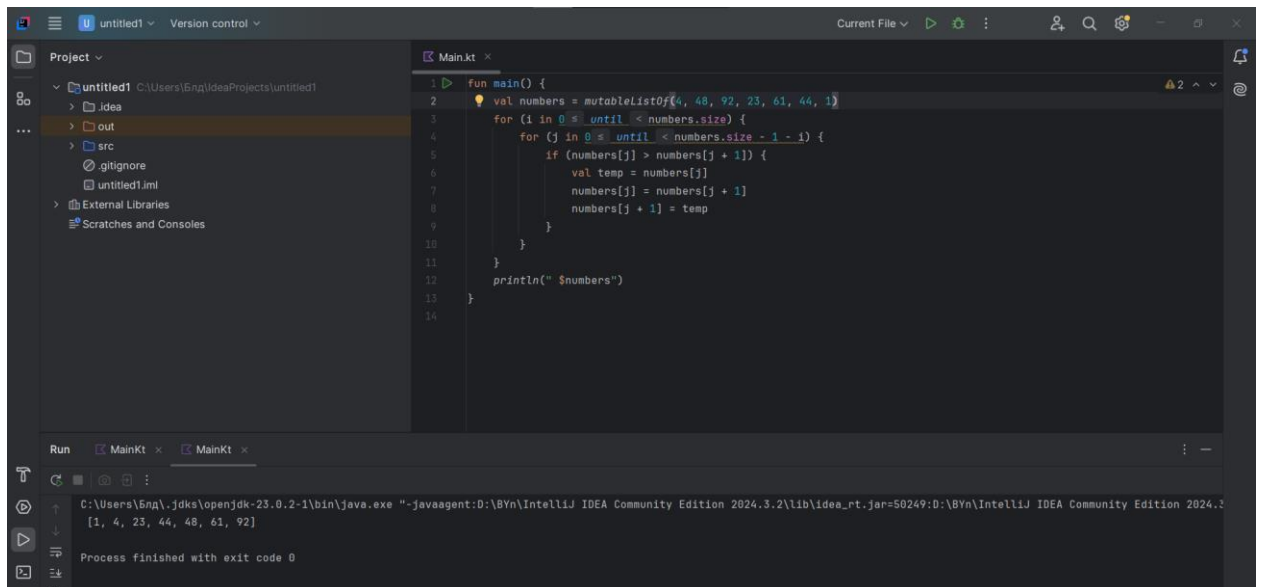 U untitled1 Version control Current File
Project
Main.kt
untitled1 C:\Users\Блд\IdeaProjects\untitled1
.idea
out
src
.gitignore
untitled1.iml
External Libraries
Scratches and Consoles
1 fun main() {
2 val numbers = mutableListOf(4, 48, 92, 23, 61, 44, 1)
3 for (i in 0 ≤ until < numbers.size) {
4 for (j in 0 ≤ until < numbers.size - 1 - i) {
5 if (numbers[j] > numbers[j + 1]) {
6 val temp = numbers[j]
7 numbers[j] = numbers[j + 1]
8 numbers[j + 1] = temp
9 }
10 }
11 }
12 println(" $numbers")
13 }
14
2
Run MainKt MainKt
C:\Users\Блд\.jdks\openjdk-23.0.2-1\bin\java.exe "-javaagent:D:\BYn\IntelliJ IDEA Community Edition 2024.3.2\lib\idea_rt.jar=50249:D:\BYn\IntelliJ IDEA Community Edition 2024.3
[1, 4, 23, 44, 48, 61, 92]
Process finished with exit code 0